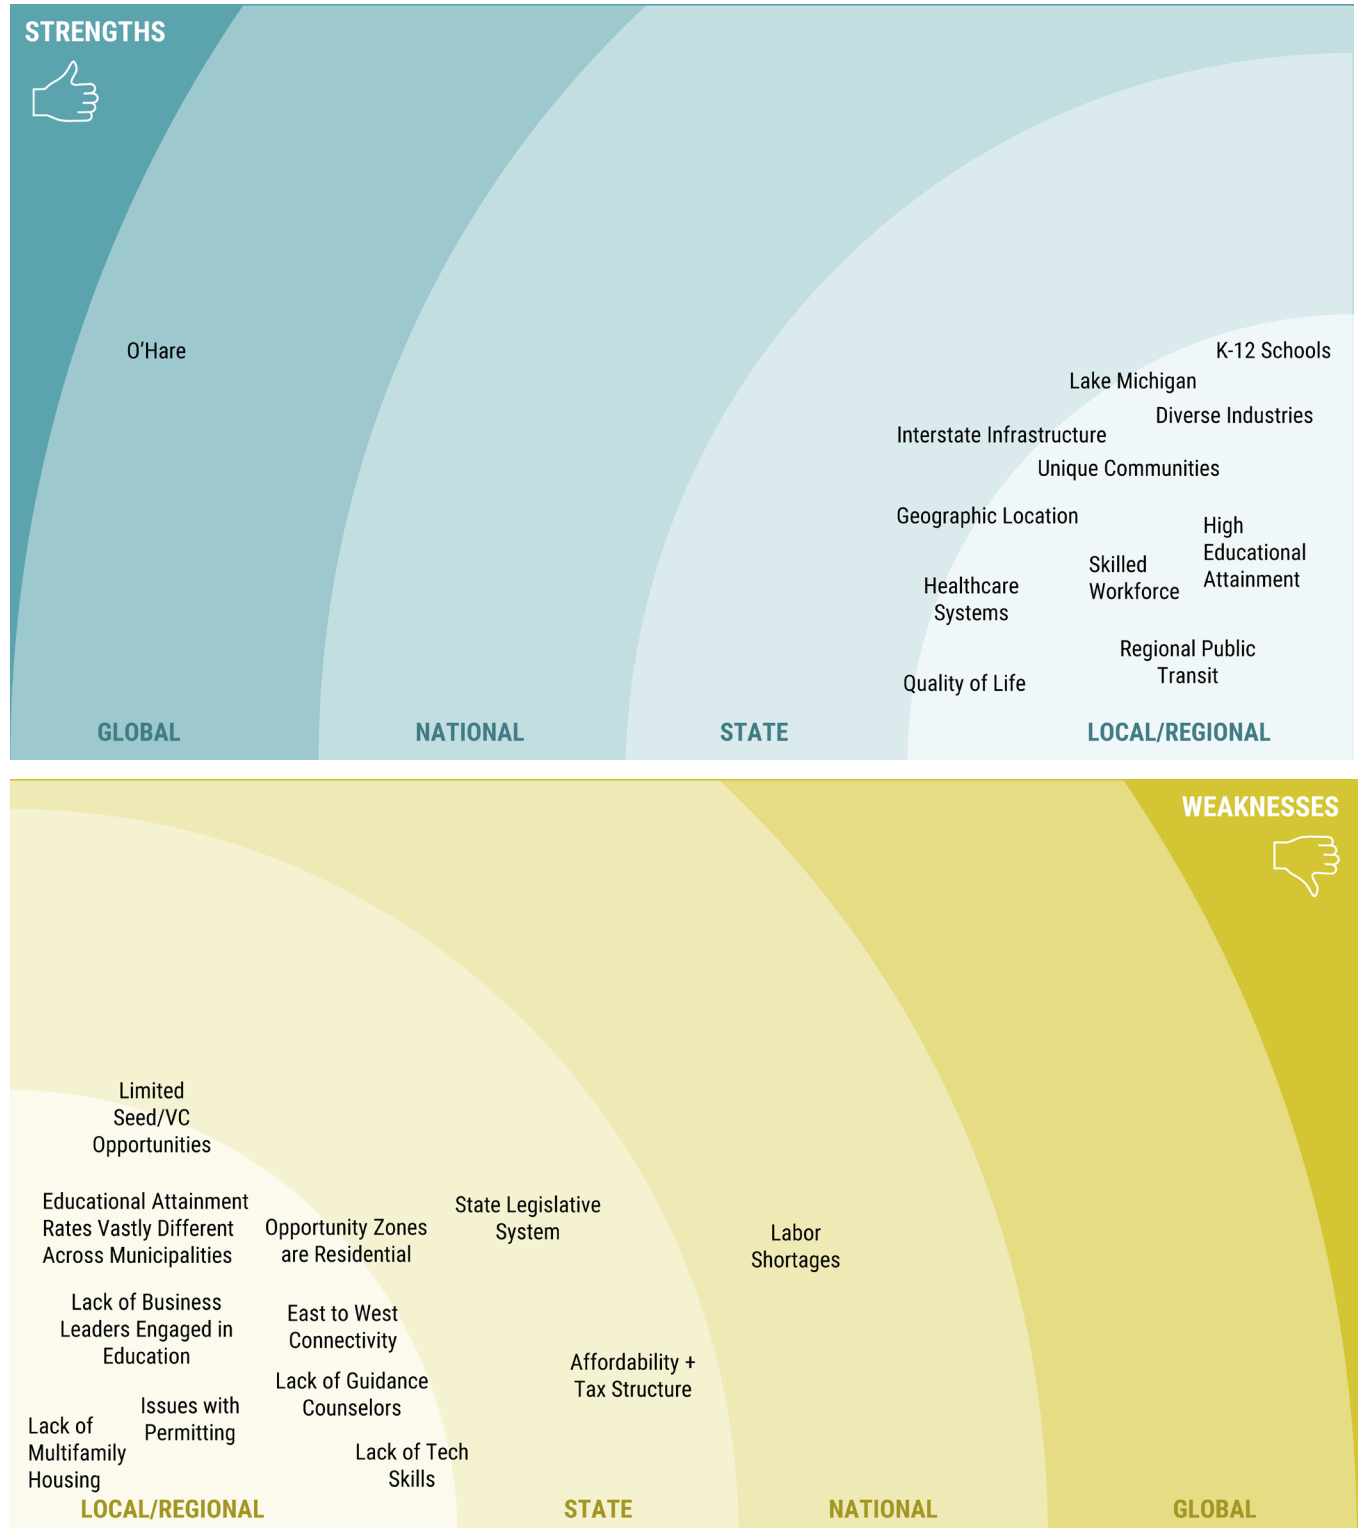 STRENGTHS
O’Hare
K-12 Schools
Lake Michigan
Diverse Industries
Interstate Infrastructure
Unique Communities
Geographic Location
High
Educational
Attainment
Skilled
Workforce
Healthcare
Systems
Regional Public
Transit
Quality of Life
GLOBAL
NATIONAL
STATE
LOCAL/REGIONAL
WEAKNESSES
Limited
Seed/VC
Opportunities
Educational Attainment
Rates Vastly Different
Across Municipalities
Opportunity Zones
are Residential
State Legislative
System
Labor
Shortages
Lack of Business
Leaders Engaged in
Education
East to West
Connectivity
Affordability +
Tax Structure
Lack of Guidance
Counselors
Issues with
Permitting
Lack of
Multifamily
Housing
Lack of Tech
Skills
LOCAL/REGIONAL
STATE
NATIONAL
GLOBAL